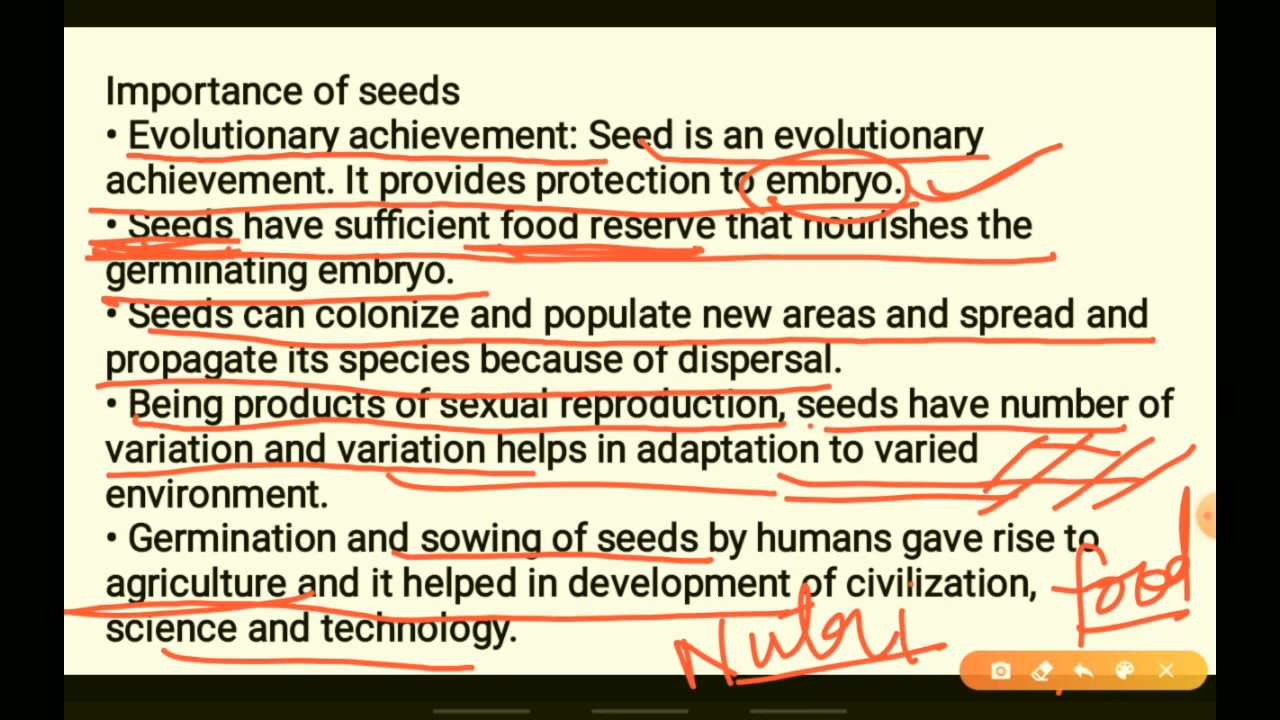 Importance of seeds
• Evolutionary achievement: Seed is an evolutionary
achievement. It provides protection to embryo.
• Seeds have sufficient food reserve that nourishes the
germinating embryo.
• Seeds can colonize and populate new areas and spread and
propagate its species because of dispersal.
• Being products of sexual reproduction, seeds have number of
variation and variation helps in adaptation to varied
environment.
• Germination and sowing of seeds by humans gave rise to
agriculture and it helped in development of civilization,
science and technology.
food